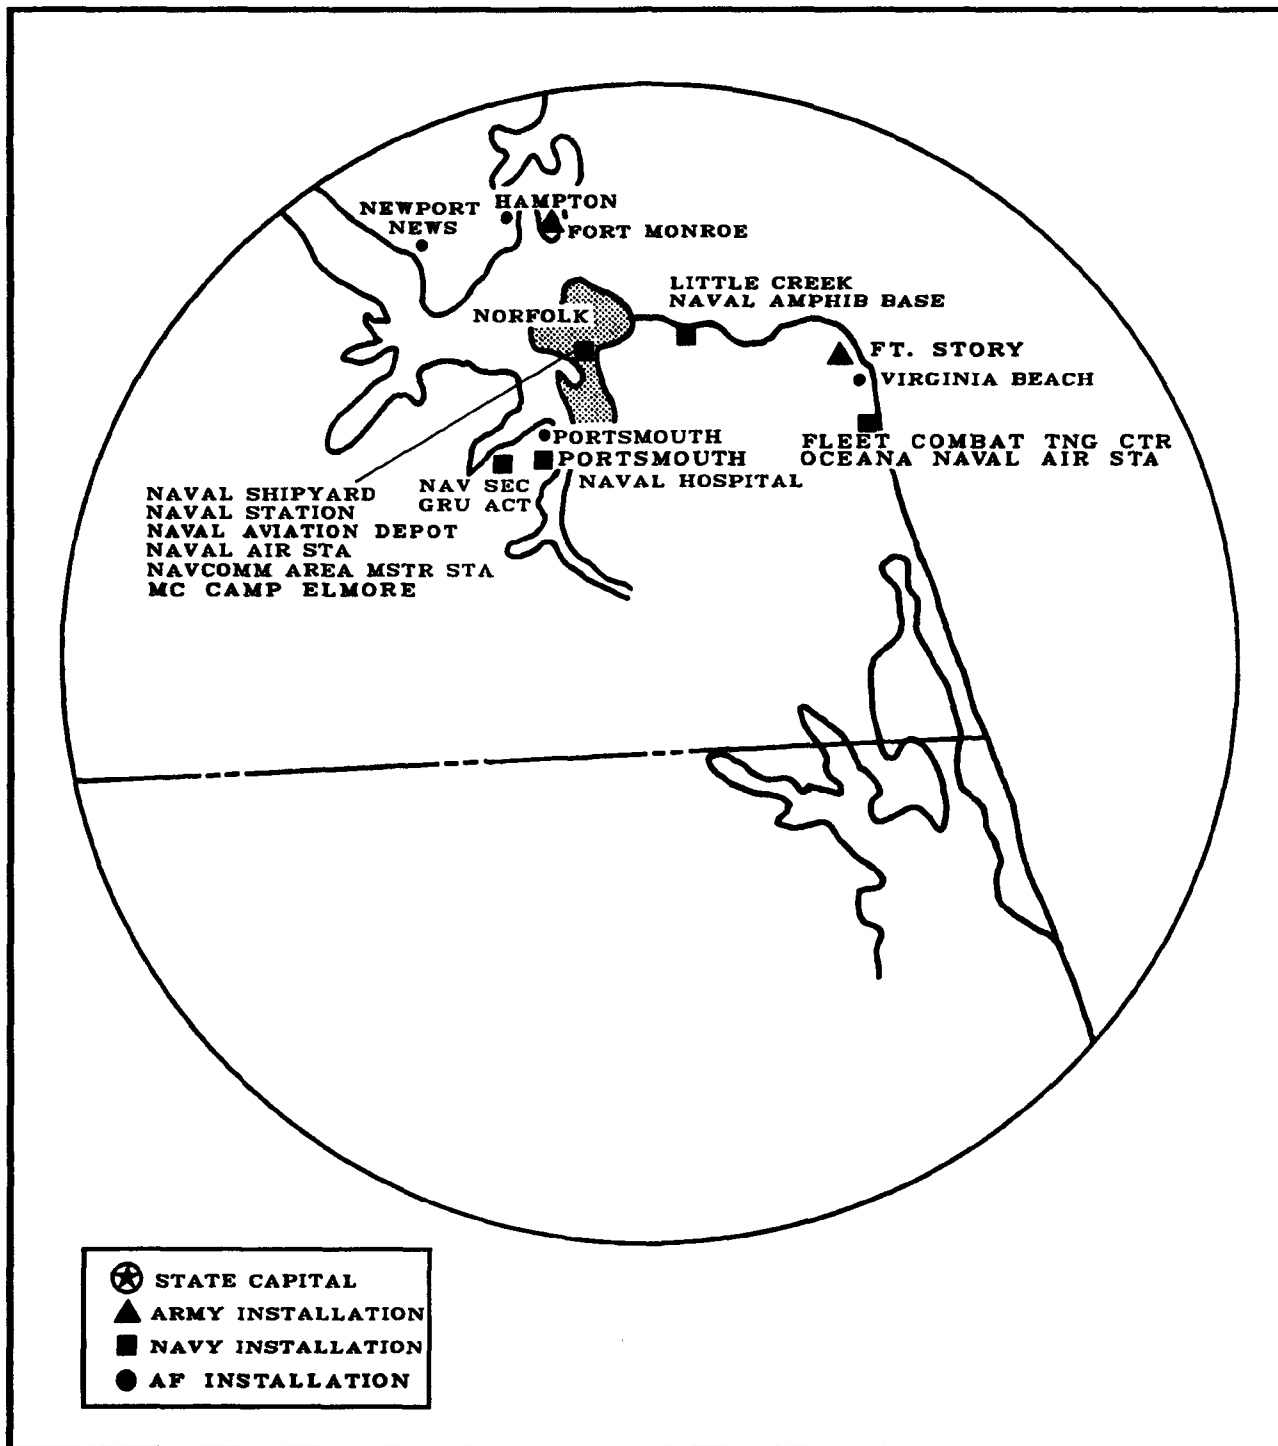 HAMPTON
NEWPORT
NEWS
FORT MONROE
LITTLE CREEK
NAVAL AMPHIB BASE
NORFOLK
FT. STORY
VIRGINIA BEACH
PORTSMOUTH
FLEET COMBAT TNG CTR
OCEANA NAVAL AIR STA
PORTSMOUTH
NAVAL HOSPITAL
NAV SEC
GRU ACT
NAVAL SHIPYARD
NAVAL STATION
NAVAL AVIATION DEPOT
NAVAL AIR STA
NAVCOMM AREA MSTR STA
MC CAMP ELMORE
STATE CAPITAL
ARMY INSTALLATION
NAVY INSTALLATION
AF INSTALLATION